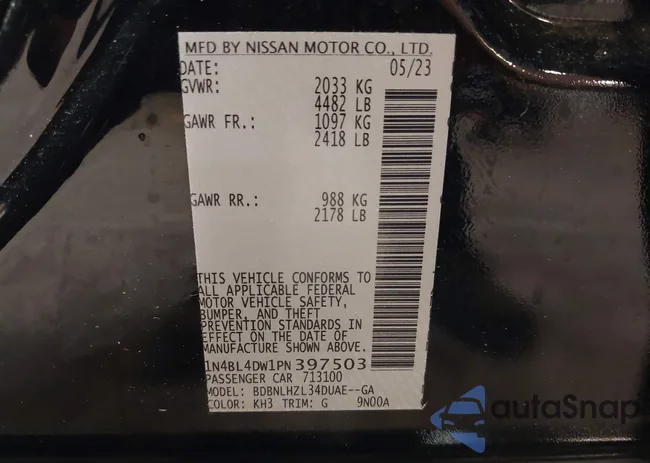 MFD BY NISSAN MOTOR CO., LTD.
DATE: 05/23
GVWR: 2033 KG
4482 LB
GAWR FR.: 1097 KG
2418 LB
GAWR RR.: 988 KG
2178 LB
THIS VEHICLE CONFORMS TO
ALL APPLICABLE FEDERAL
MOTOR VEHICLE SAFETY,
BUMPER, AND THEFT
PREVENTION STANDARDS IN
EFFECT ON THE DATE OF
MANUFACTURE SHOWN ABOVE.
1N4BL4DW1PN397503
PASSENGER CAR 713100
MODEL: BDBNLHZL34DUAE--GA
COLOR: KH3 TRIM: G 9N00A
autaSnap